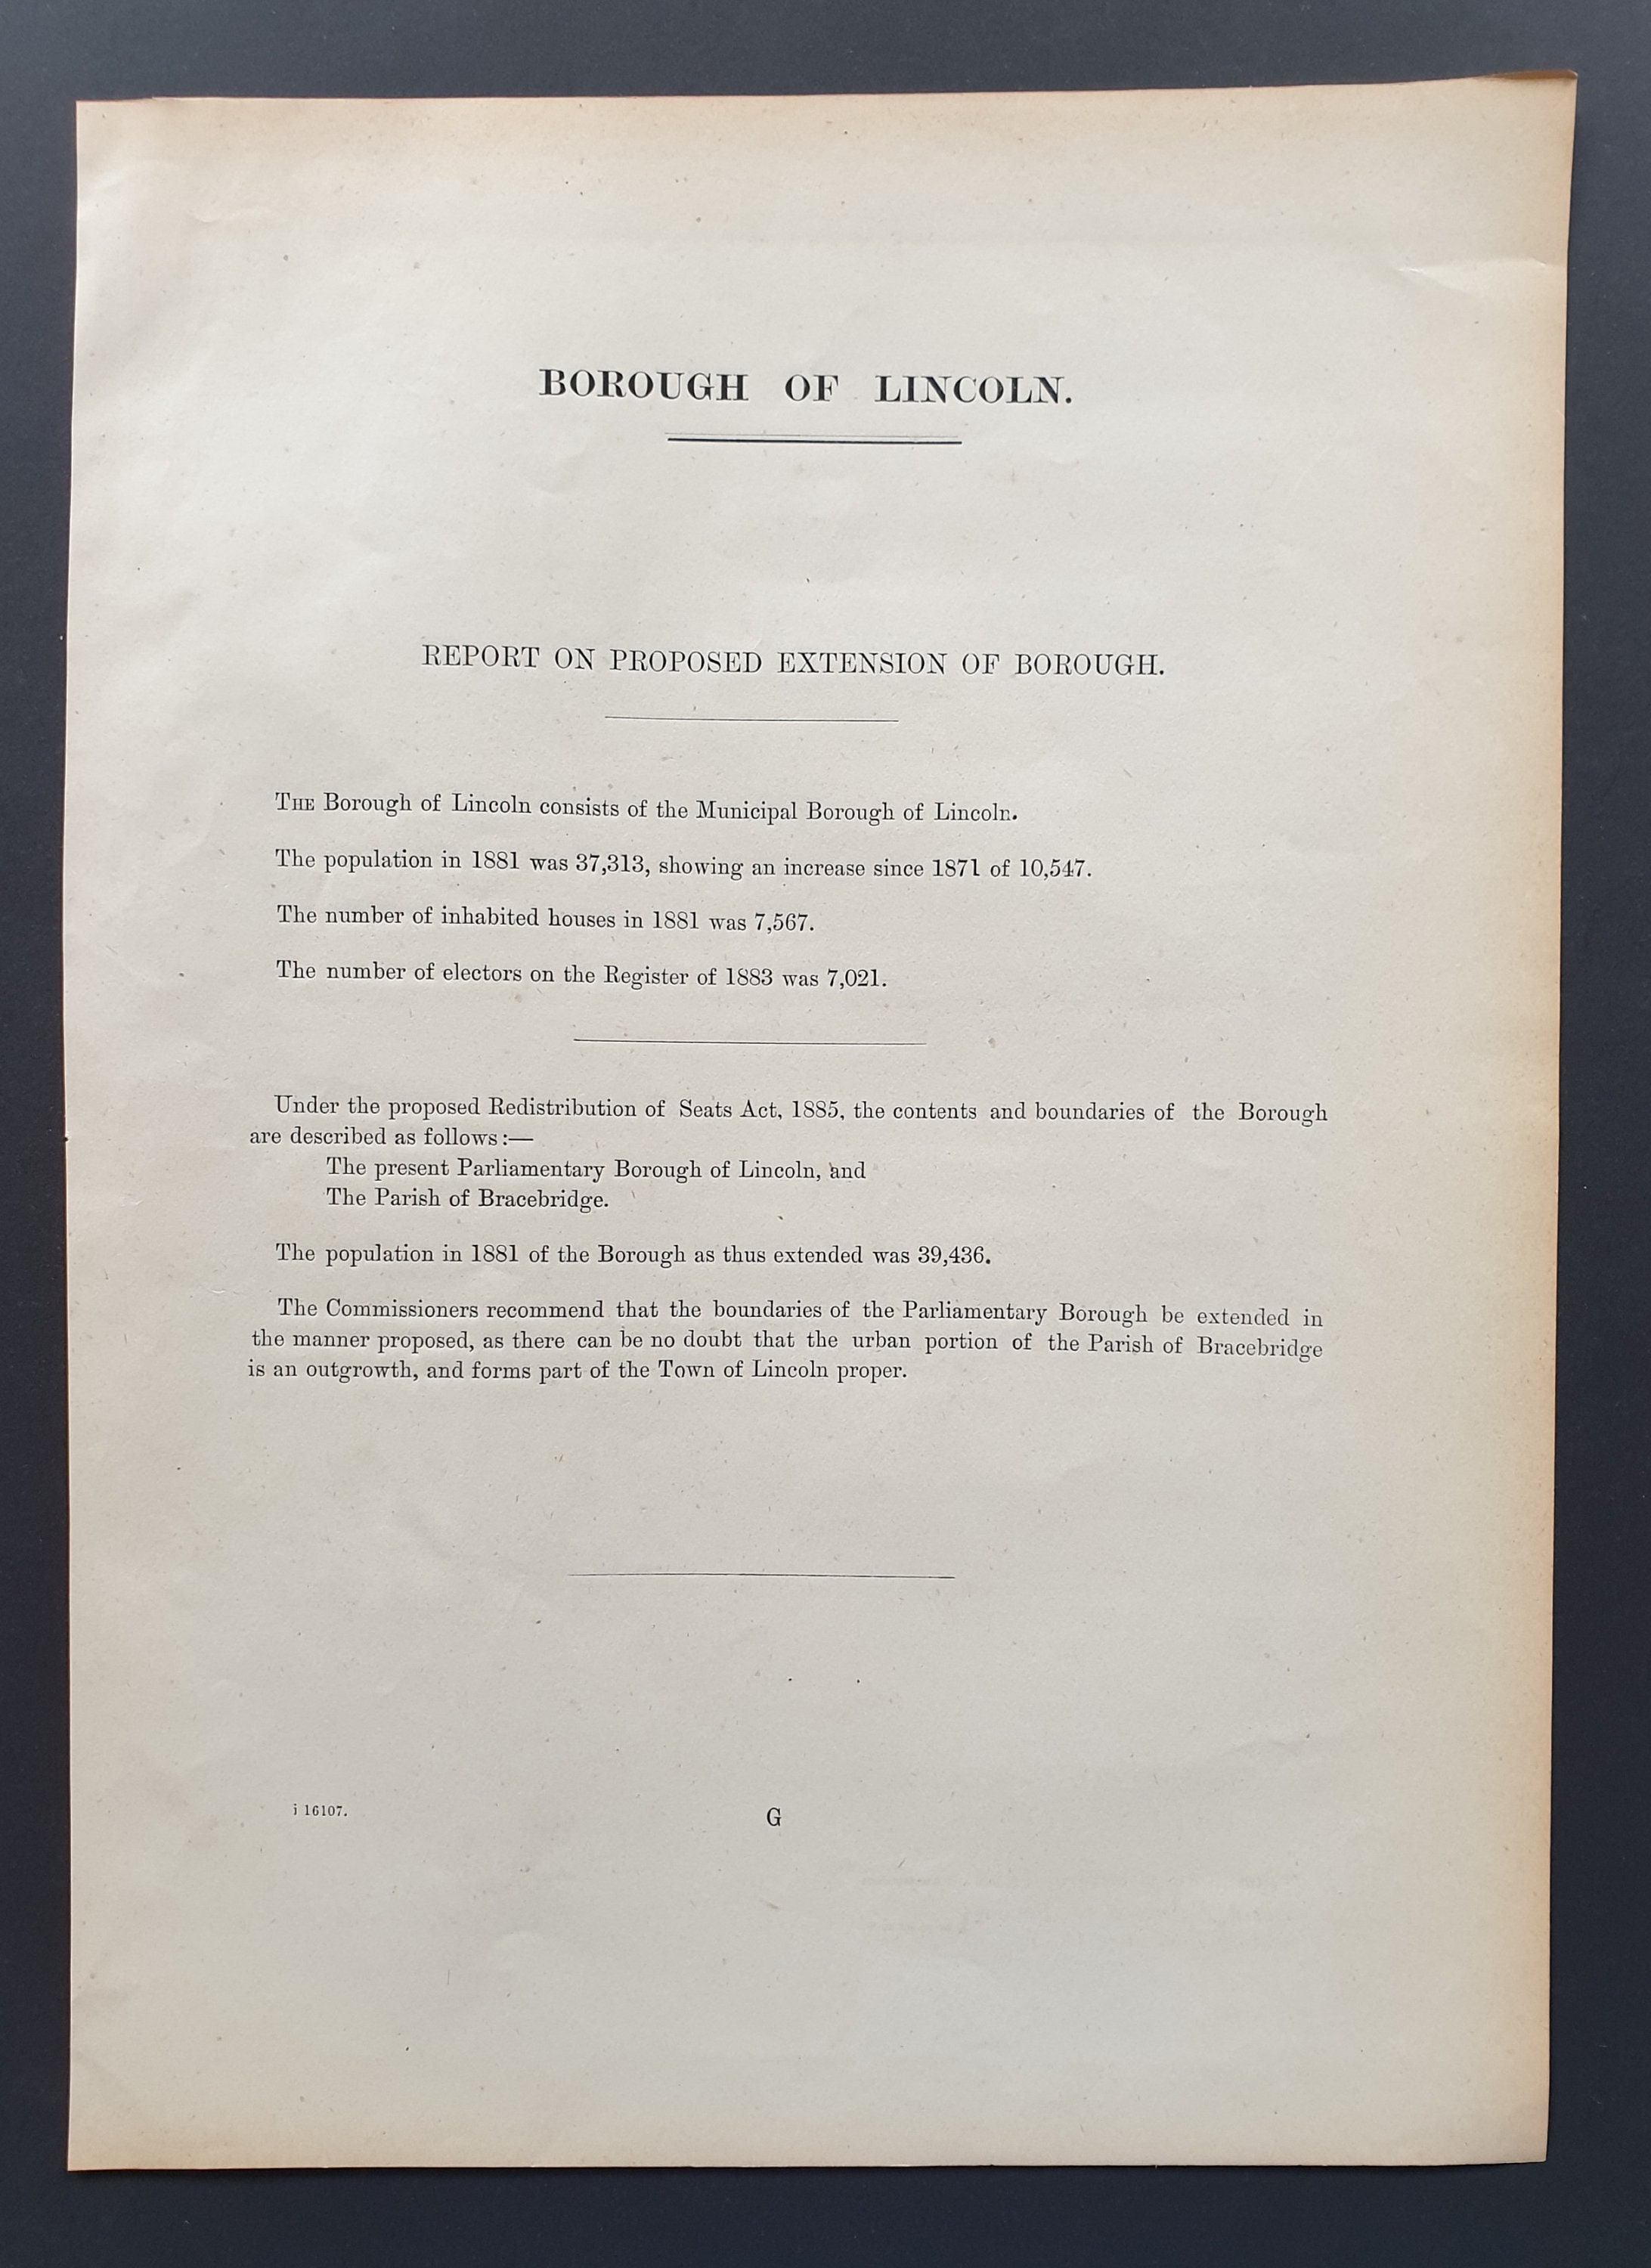 BOROUGH OF LINCOLN.
REPORT ON PROPOSED EXTENSION OF BOROUGH.
THE Borough of Lincoln consists of the Municipal Borough of Lincoln.
The population in 1881 was 37,313, showing an increase since 1871 of 10,547.
The number of inhabited houses in 1881 was 7,567.
The number of electors on the Register of 1883 was 7,021.
Under the proposed Redistribution of Seats Act, 1885, the contents and boundaries of the Borough
are described as follows:—
The present Parliamentary Borough of Lincoln, and
The Parish of Bracebridge.
The population in 1881 of the Borough as thus extended was 39,436.
The Commissioners recommend that the boundaries of the Parliamentary Borough be extended in
the manner proposed, as there can be no doubt that the urban portion of the Parish of Bracebridge
is an outgrowth, and forms part of the Town of Lincoln proper.
j 16107.
G